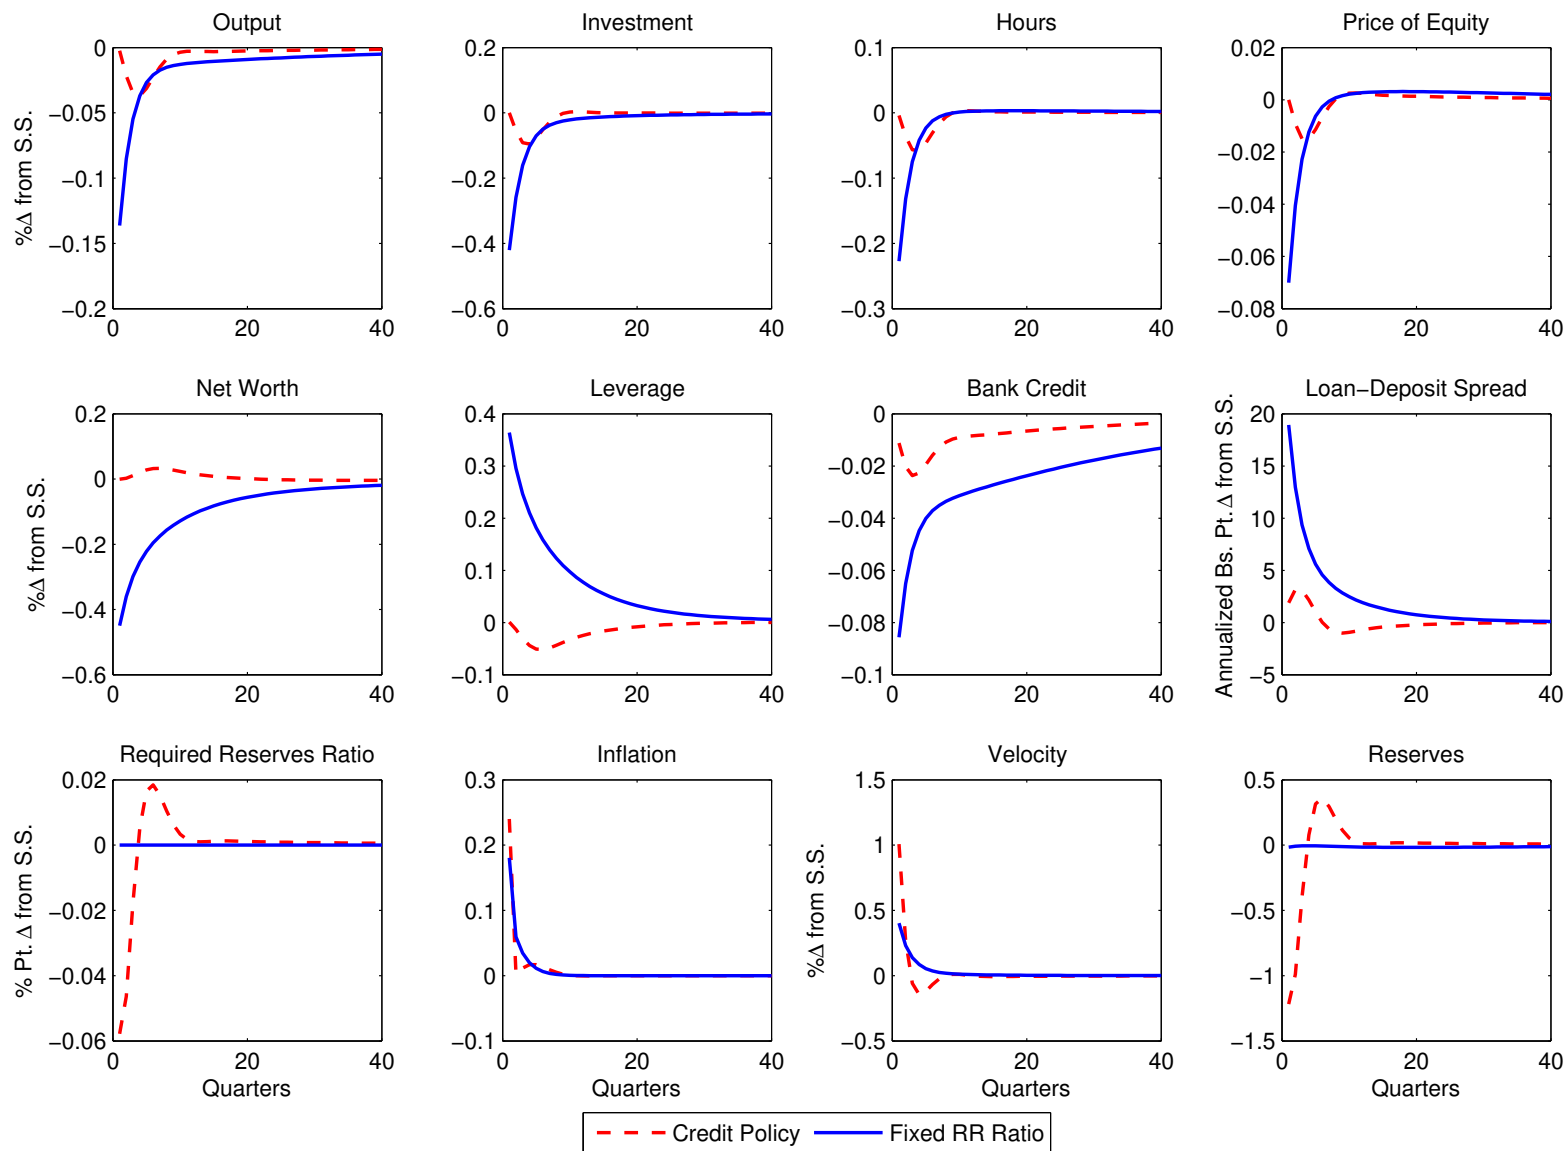 Output
Investment
Hours
Price of Equity
%Δ from S.S.
0
−0.05
−0.1
−0.15
−0.2
0 20 40
0.2
0
−0.2
−0.4
−0.6
0 20 40
0.1
0
−0.1
−0.2
−0.3
0 20 40
0.02
0
−0.02
−0.04
−0.06
−0.08
0 20 40
Net Worth
Leverage
Bank Credit
Loan−Deposit Spread
%Δ from S.S.
0.2
0
−0.2
−0.4
−0.6
0 20 40
0.4
0.3
0.2
0.1
0
−0.1
0 20 40
0
−0.02
−0.04
−0.06
−0.08
−0.1
0 20 40
Annualized Bs. Pt. Δ from S.S.
20
15
10
5
0
−5
0 20 40
Required Reserves Ratio
Inflation
Velocity
Reserves
% Pt. Δ from S.S.
0.02
0
−0.02
−0.04
−0.06
0 20 40
Quarters
0.3
0.2
0.1
0
−0.1
0 20 40
Quarters
%Δ from S.S.
1.5
1
0.5
0
−0.5
0 20 40
Quarters
0.5
0
−0.5
−1
−1.5
0 20 40
Quarters
Credit Policy
Fixed RR Ratio